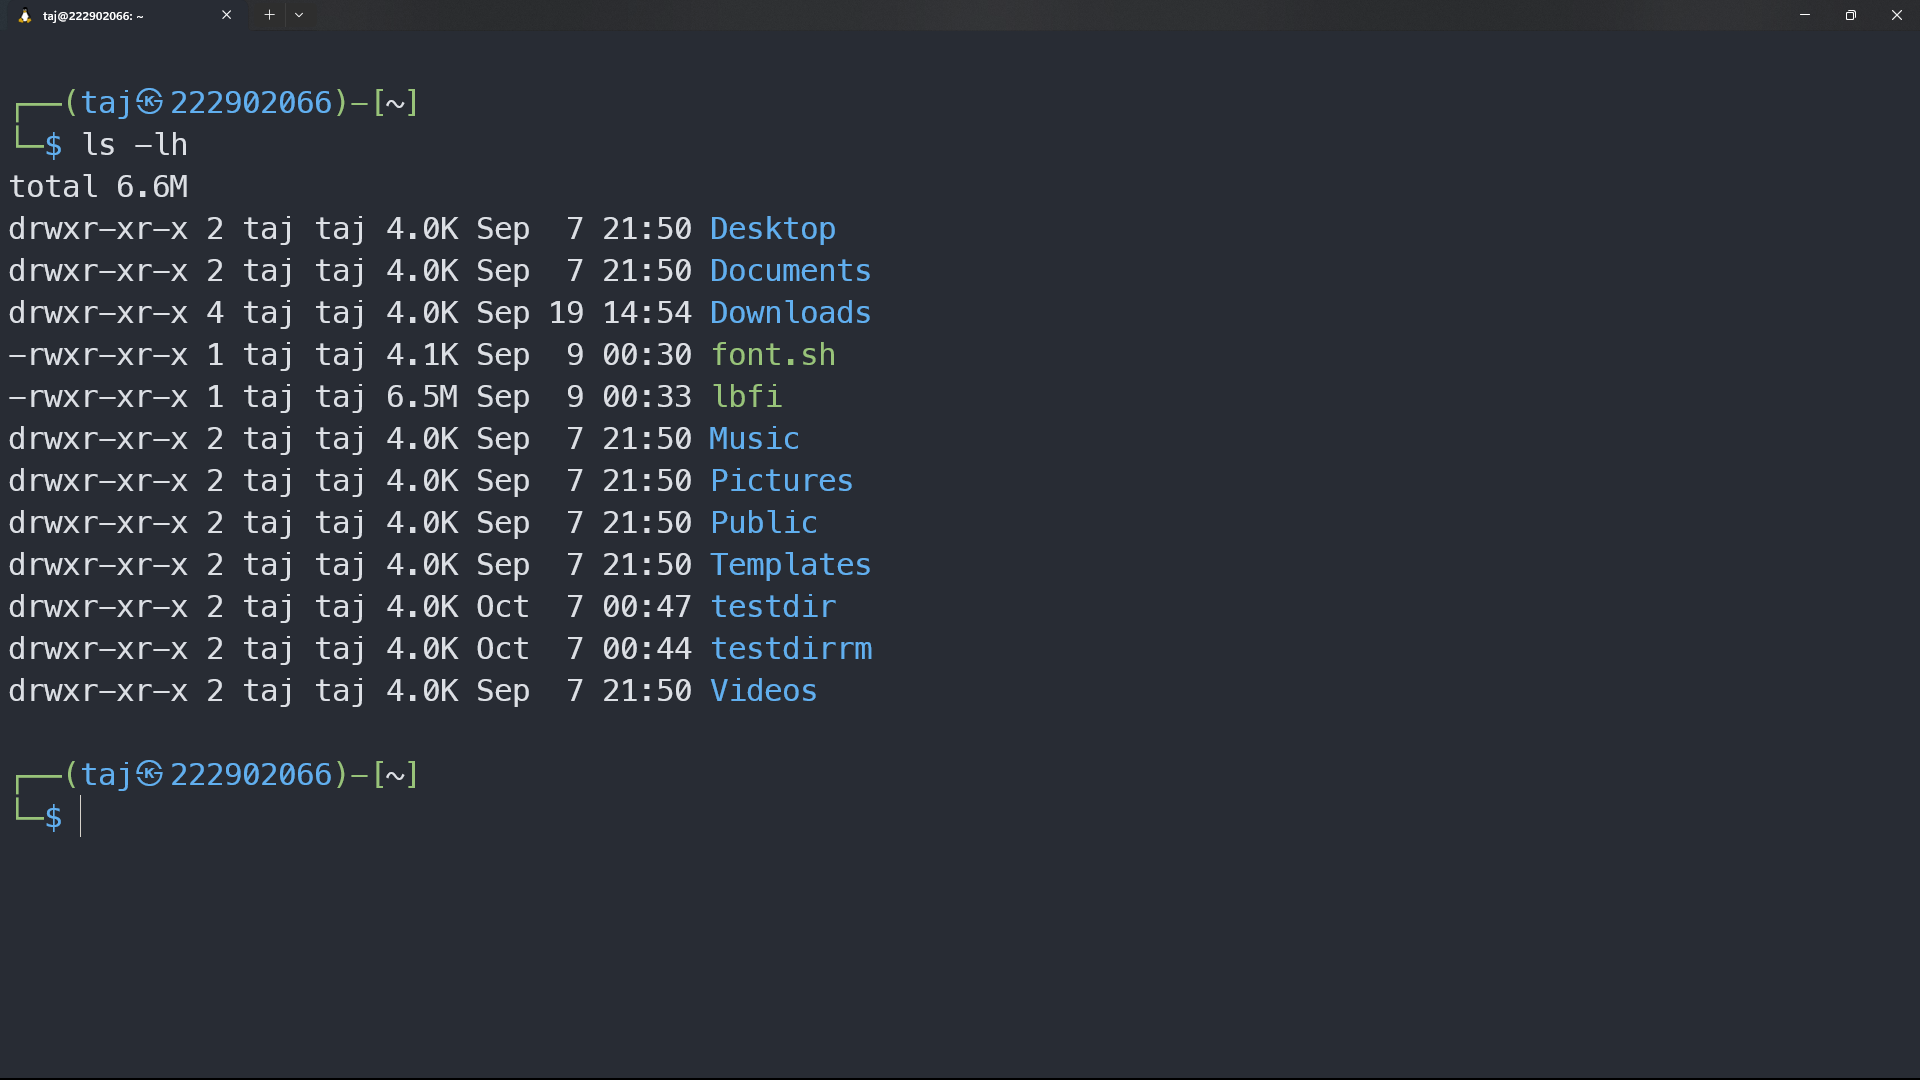 taj@222902066: ~
┌──(taj㉿222902066)-[~]
└─$ ls -lh
total 6.6M
drwxr-xr-x 2 taj taj 4.0K Sep  7 21:50 Desktop
drwxr-xr-x 2 taj taj 4.0K Sep  7 21:50 Documents
drwxr-xr-x 4 taj taj 4.0K Sep 19 14:54 Downloads
-rwxr-xr-x 1 taj taj 4.1K Sep  9 00:30 font.sh
-rwxr-xr-x 1 taj taj 6.5M Sep  9 00:33 lbfi
drwxr-xr-x 2 taj taj 4.0K Sep  7 21:50 Music
drwxr-xr-x 2 taj taj 4.0K Sep  7 21:50 Pictures
drwxr-xr-x 2 taj taj 4.0K Sep  7 21:50 Public
drwxr-xr-x 2 taj taj 4.0K Sep  7 21:50 Templates
drwxr-xr-x 2 taj taj 4.0K Oct  7 00:47 testdir
drwxr-xr-x 2 taj taj 4.0K Oct  7 00:44 testdirrm
drwxr-xr-x 2 taj taj 4.0K Sep  7 21:50 Videos
┌──(taj㉿222902066)-[~]
└─$